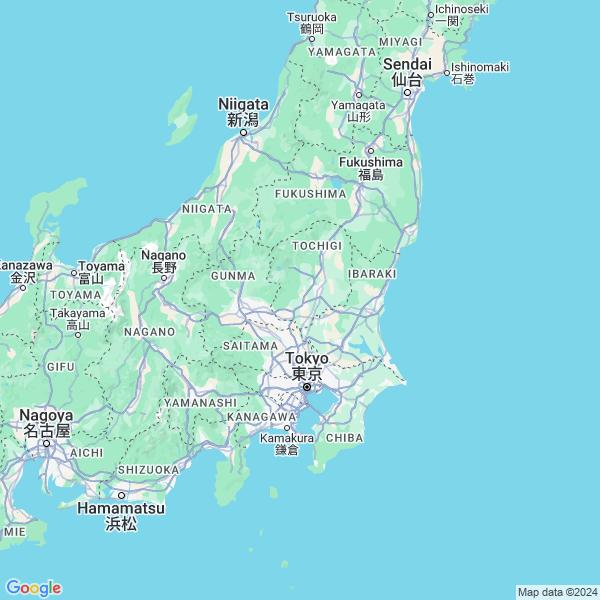 Ichinoseki
一関
Tsuruoka
鶴岡
MIYAGI
YAMAGATA
Sendai
仙台
Ishinomaki
石巻
Niigata
新潟
Yamagata
山形
Fukushima
福島
FUKUSHIMA
NIIGATA
TOCHIGI
Nagano
長野
Kanazawa
金沢
Toyama
富山
GUNMA
IBARAKI
TOYAMA
Takayama
高山
NAGANO
SAITAMA
Tokyo
東京
GIFU
YAMANASHI
Nagoya
名古屋
KANAGAWA
Kamakura
鎌倉
CHIBA
AICHI
SHIZUOKA
Hamamatsu
浜松
MIE
Google
Map data ©2024